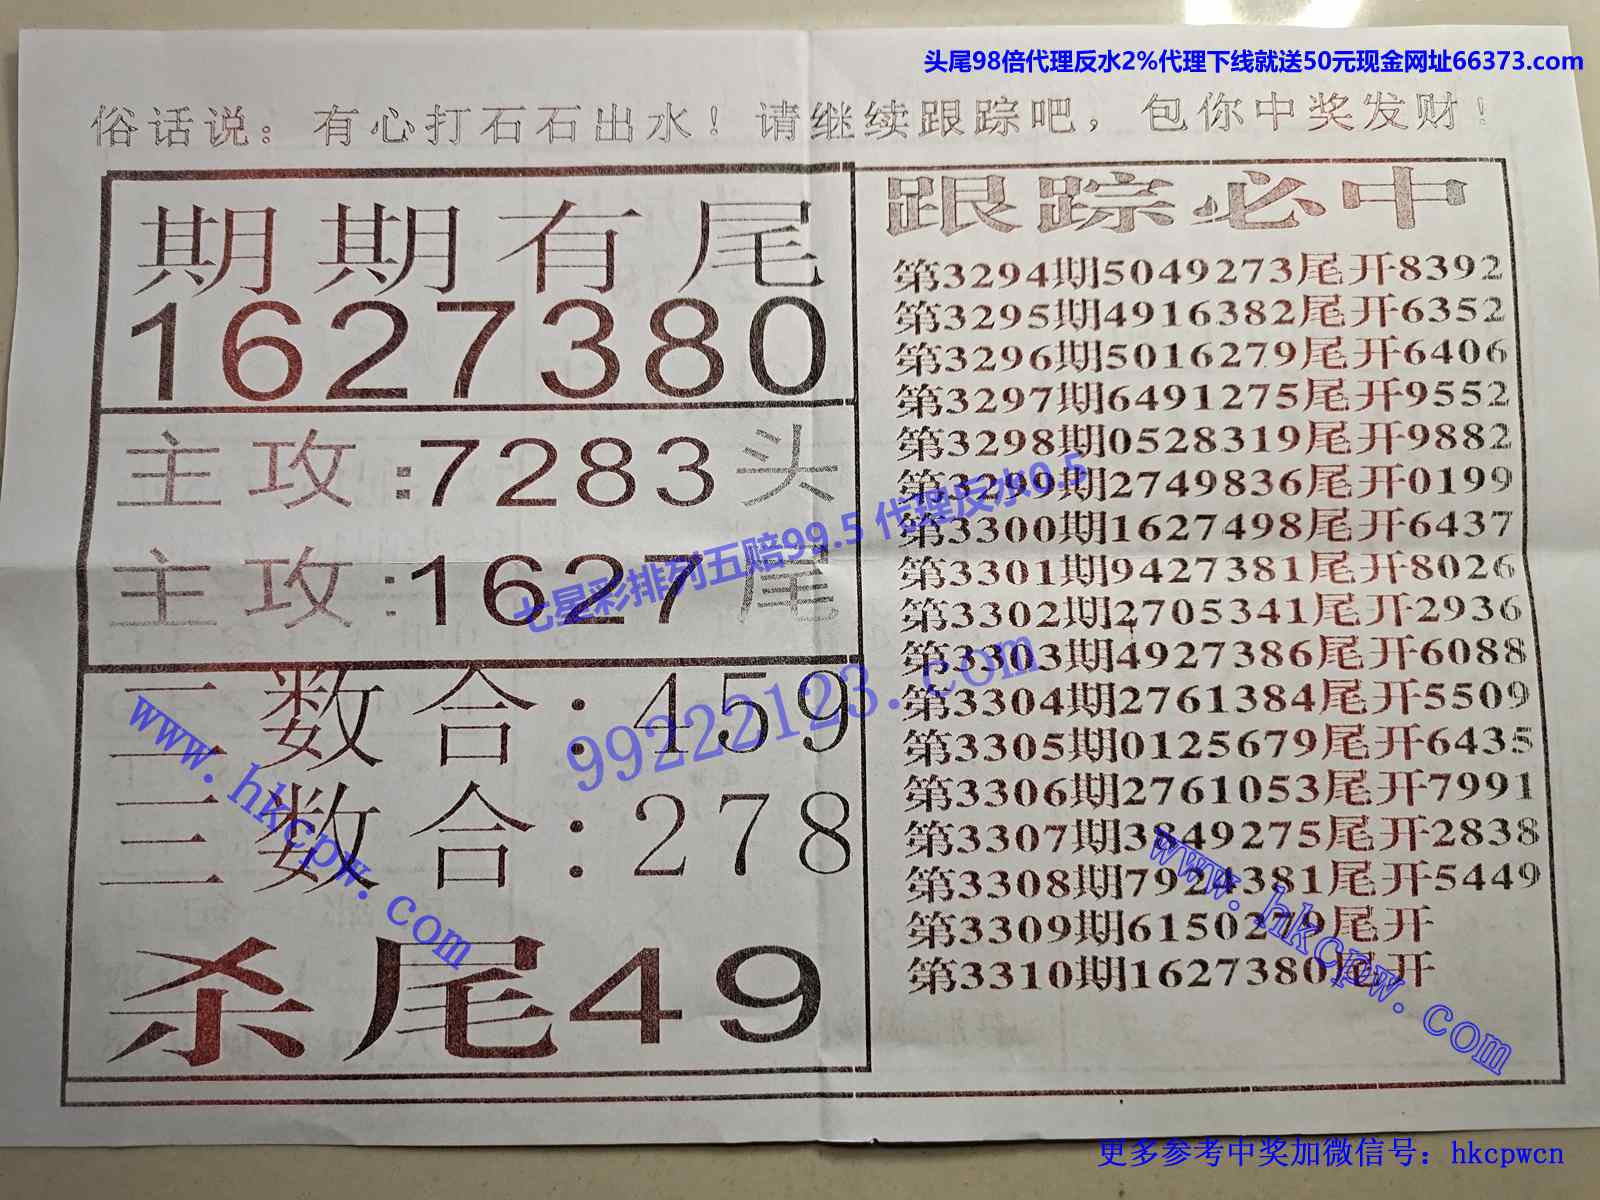 头尾98倍代理反水2%代理下线就送50元现金网址66373.com
俗话说：有心打石石出水！请继续跟踪吧，包你中奖发财！
期期有尾
1627380
主攻:7283头
主攻:1627尾
二数合:459
三数合:278
杀尾49
跟踪必中
第3294期5049273尾开8392
第3295期4916382尾开6352
第3296期5016279尾开6406
第3297期6491275尾开9552
第3298期0528319尾开9882
第3299期2749836尾开0199
第3300期1627498尾开6437
第3301期9427381尾开8026
第3302期2705341尾开2936
第3303期4927386尾开6088
第3304期2761384尾开5509
第3305期0125679尾开6435
第3306期2761053尾开7991
第3307期3849275尾开2838
第3308期7924381尾开5449
第3309期6150279尾开
第3310期1627380尾开
七星彩排列五赔99.5 代理反水0.5
99222123.com
www.hkcpw.com
www.hkcpw.com
更多参考中奖加微信号：hkcpwcn